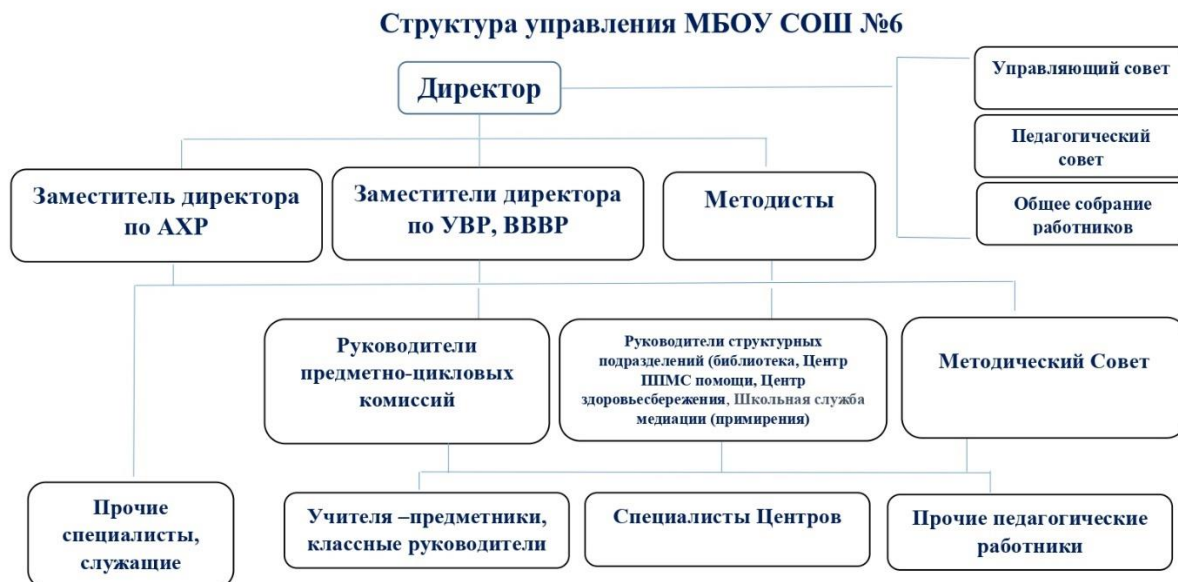 Структура управления МБОУ СОШ №6
Директор
Управляющий совет
Педагогический
совет
Общее собрание
работников
Заместитель директора
по АХР
Заместители директора
по УВР, ВВВР
Методисты
Руководители
предметно-цикловых
комиссий
Руководители структурных
подразделений (библиотека, Центр
ППМС помощи, Центр
здоровьесбережения, Школьная служба
медиации (примирения)
Методический Совет
Прочие
специалисты,
служащие
Учителя –предметники,
классные руководители
Специалисты Центров
Прочие педагогические
работники